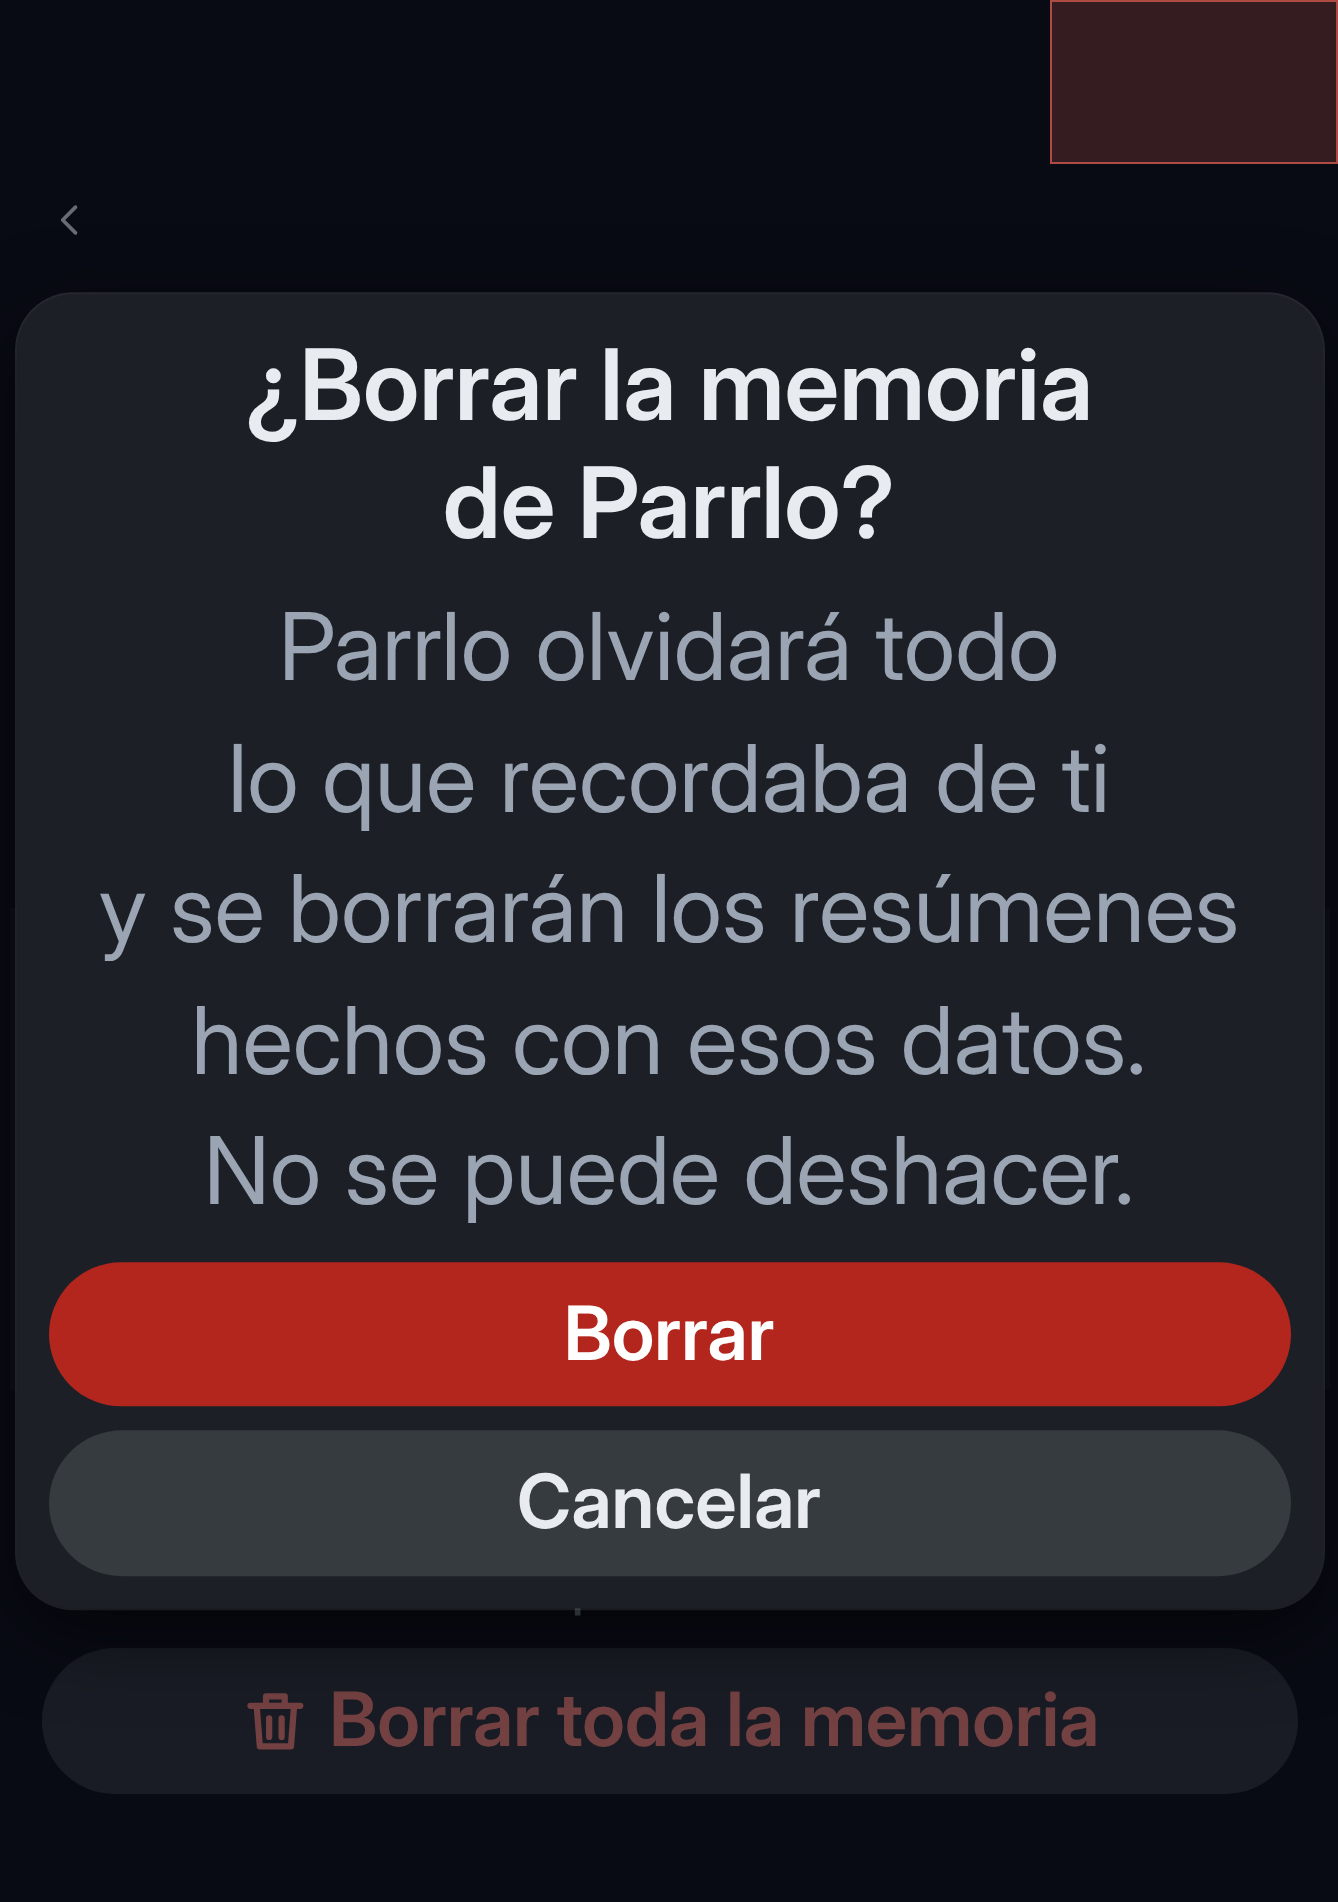 ¿Borrar la memoria
de Parrlo?
Parrlo olvidará todo
lo que recordaba de ti
y se borrarán los resúmenes
hechos con esos datos.
No se puede deshacer.
Borrar
Cancelar
Borrar toda la memoria